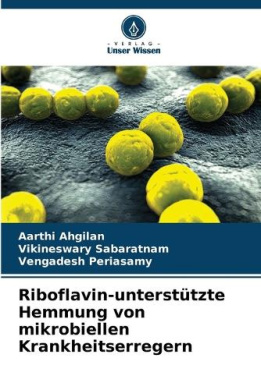 - VERLAG -
Unser Wissen
Aarthi Ahgilan
Vikineswary Sabaratnam
Vengadesh Periasamy
Riboflavin-unterstützte
Hemmung von
mikrobiellen
Krankheitserregern